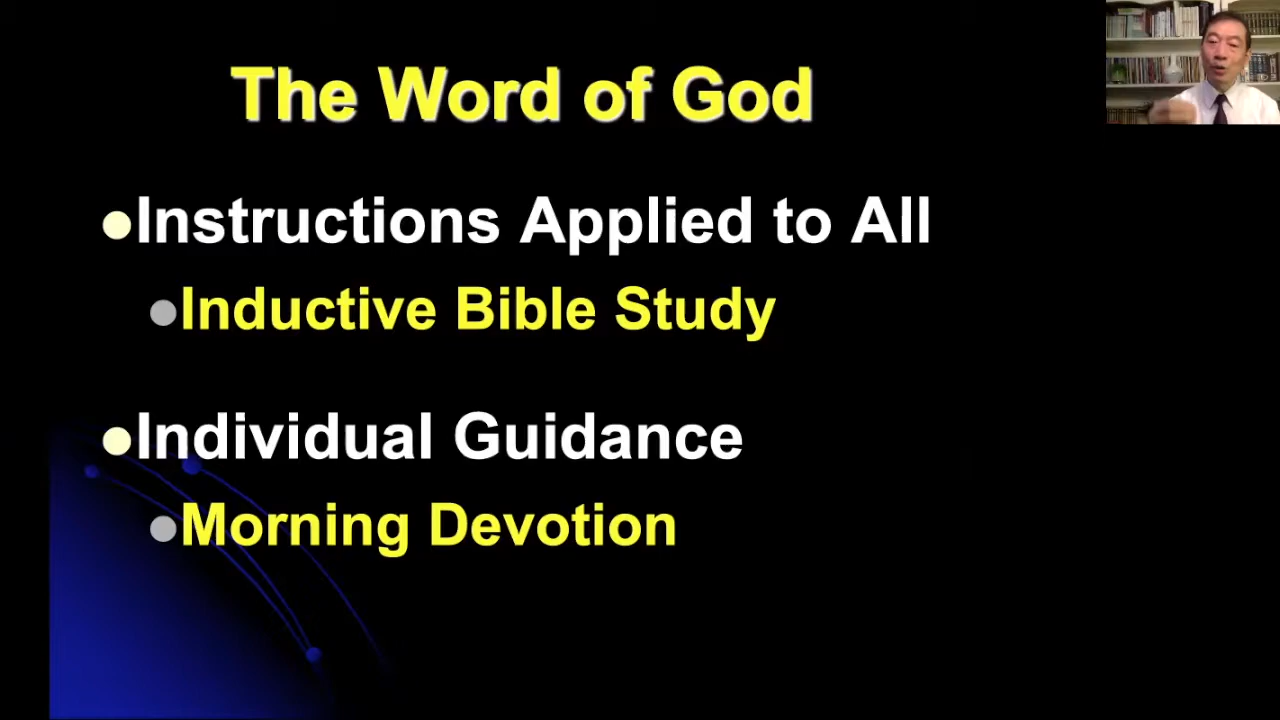 The Word of God
Instructions Applied to All
Inductive Bible Study
Individual Guidance
Morning Devotion